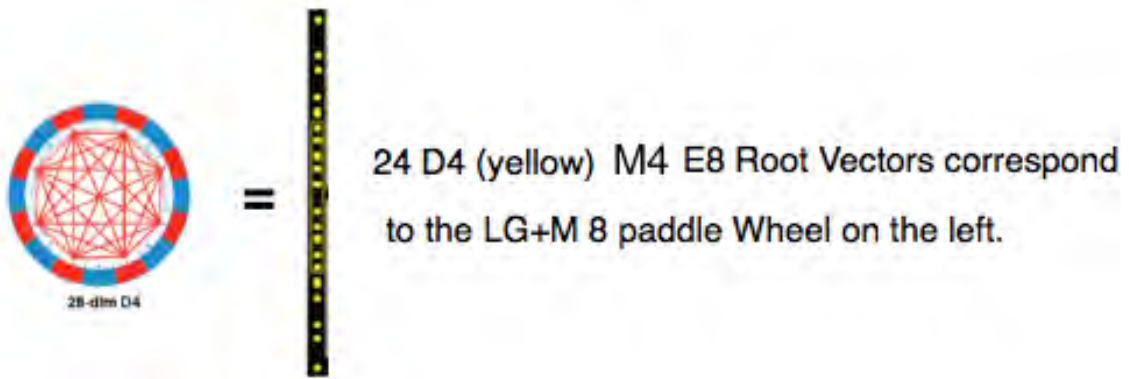 24 D4 (yellow) M4 E8 Root Vectors correspond
to the LG+M 8 paddle Wheel on the left.
=
28-dim D4